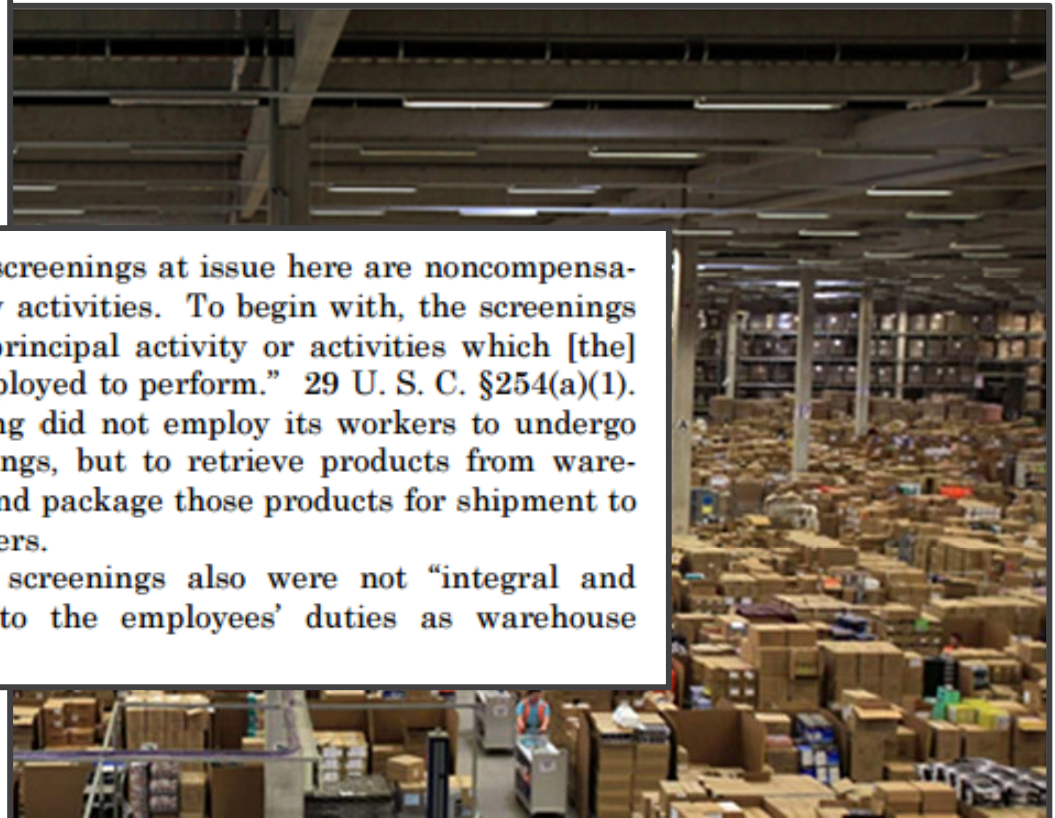 screenings at issue here are noncompensa-
activities. To begin with, the screenings
principal activity or activities which [the]
ployed to perform.” 29 U. S. C. §254(a)(1).
ng did not employ its workers to undergo
ngs, but to retrieve products from ware-
nd package those products for shipment to
ers.
screenings also were not “integral and
to the employees’ duties as warehouse